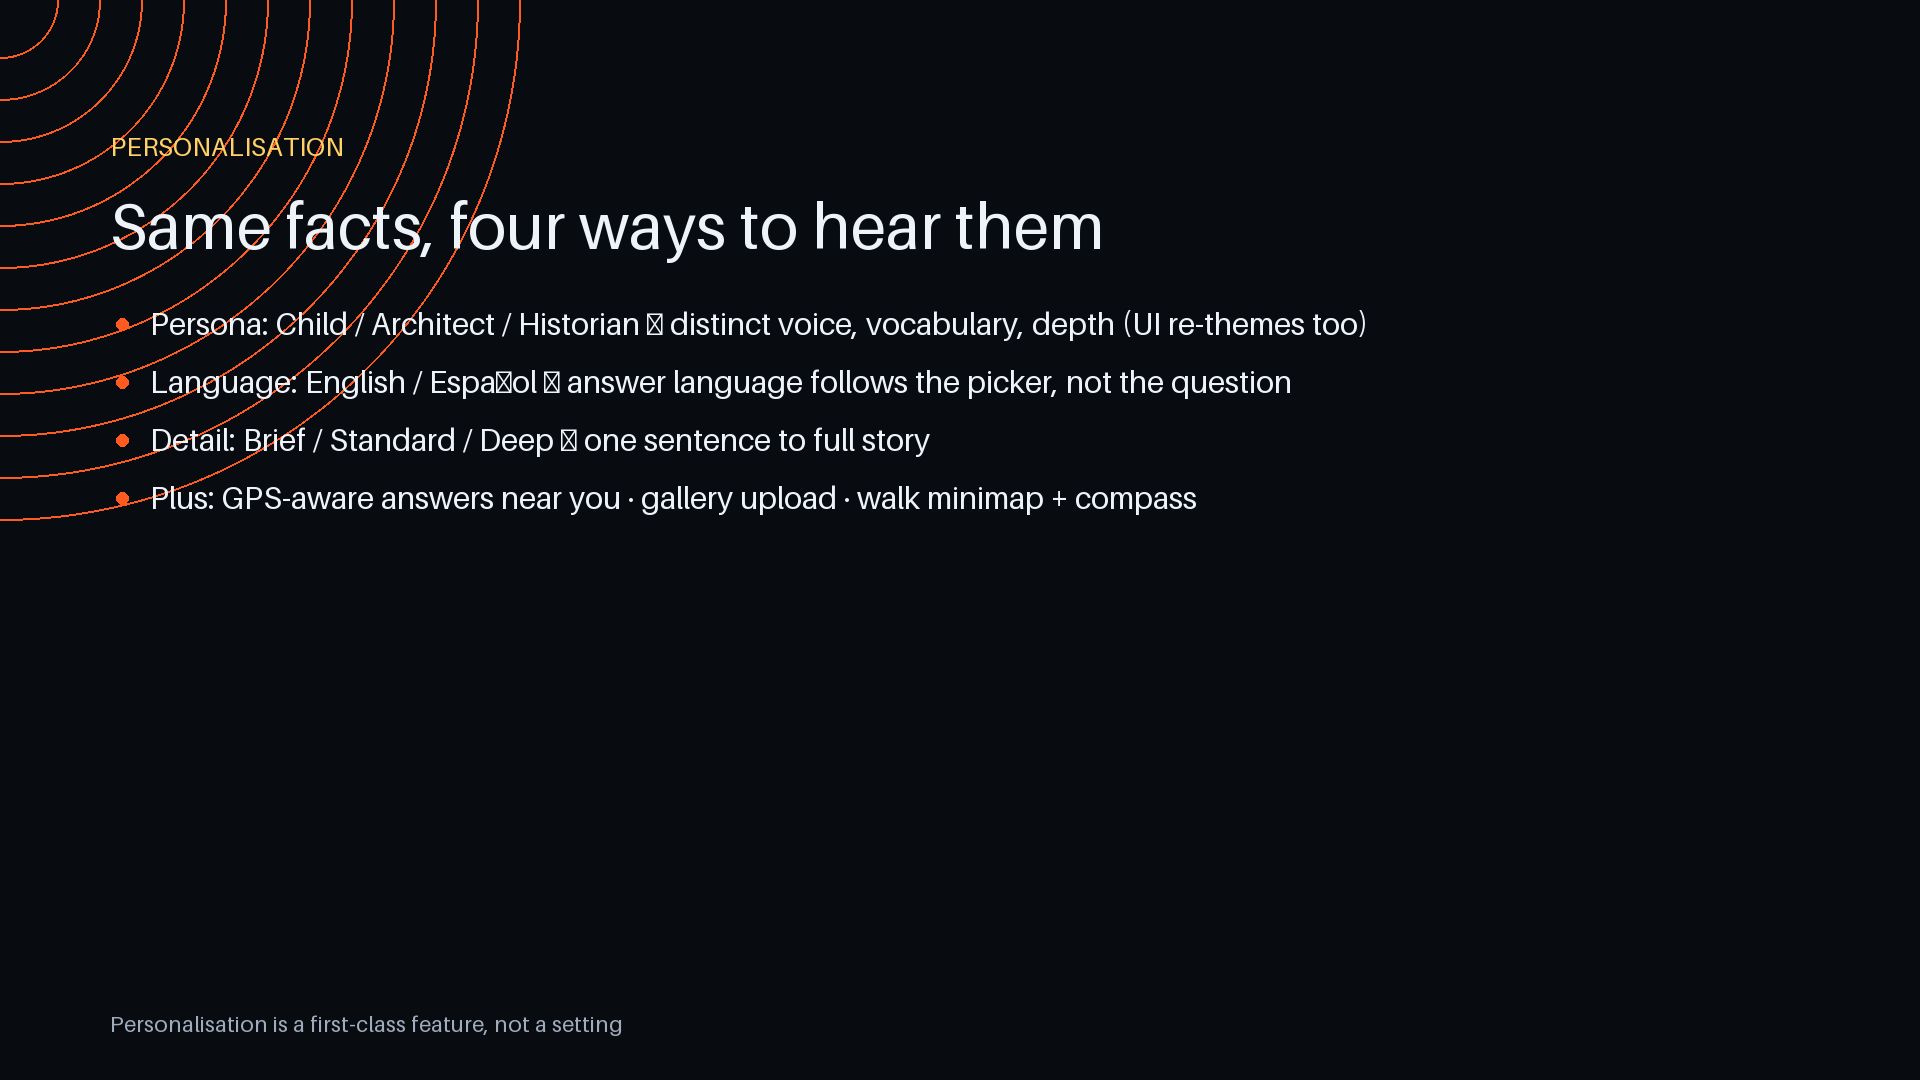 PERSONALISATION
Same facts, four ways to hear them
Persona: Child / Architect / Historian ☒ distinct voice, vocabulary, depth (UI re-themes too)
Language: English / Espa☒ol ☒ answer language follows the picker, not the question
Detail: Brief / Standard / Deep ☒ one sentence to full story
Plus: GPS-aware answers near you · gallery upload · walk minimap + compass
Personalisation is a first-class feature, not a setting